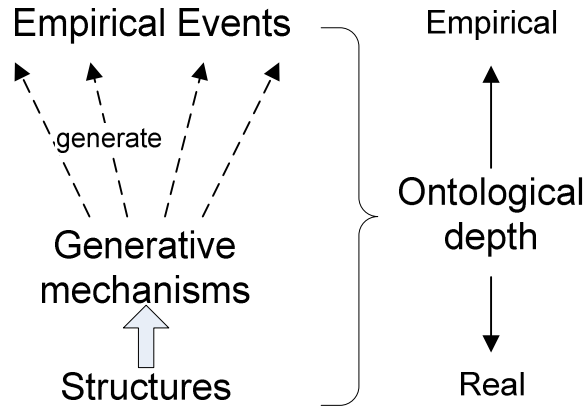 Empirical Events
generate
Generative
mechanisms
Structures
Empirical
Ontological
depth
Real